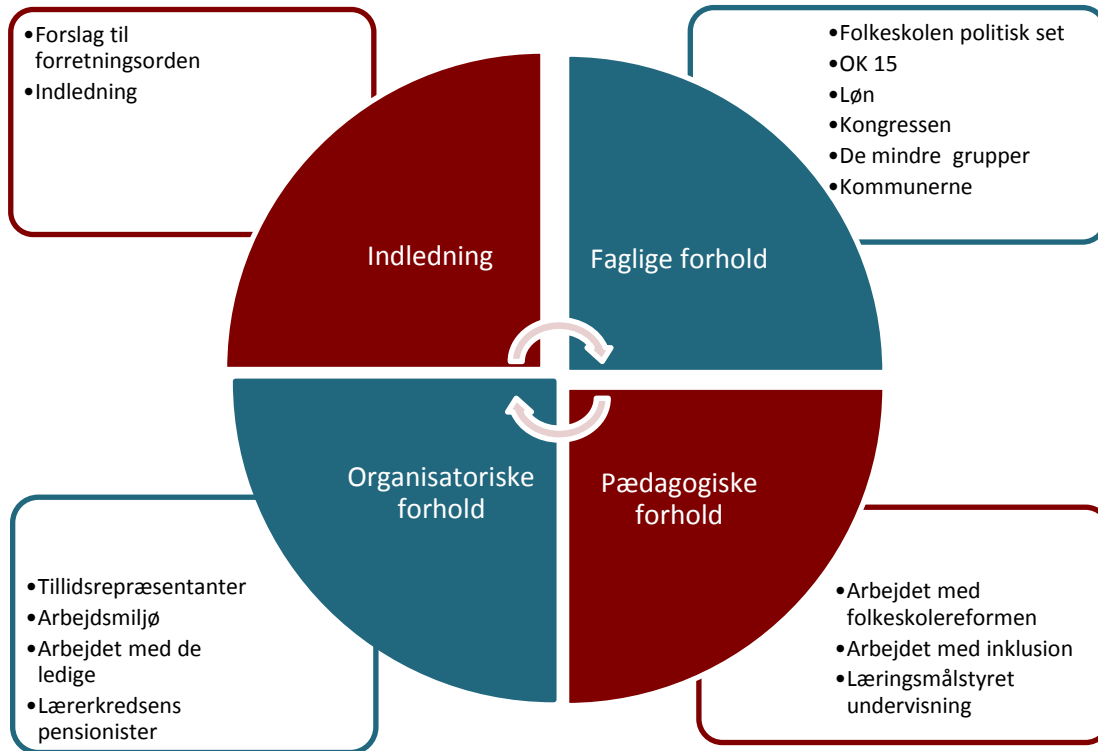 •Forslag til
forretningsorden
•Indledning
Indledning
•Folkeskolen politisk set
•OK 15
•Løn
•Kongressen
•De mindre  grupper
•Kommunerne
Faglige forhold
Organisatoriske
forhold
•Tillidsrepræsentanter
•Arbejdsmiljø
•Arbejdet med de
ledige
•Lærerkredsens
pensionister
Pædagogiske
forhold
•Arbejdet med
folkeskolereformen
•Arbejdet med inklusion
•Læringsmålstyret
undervisning